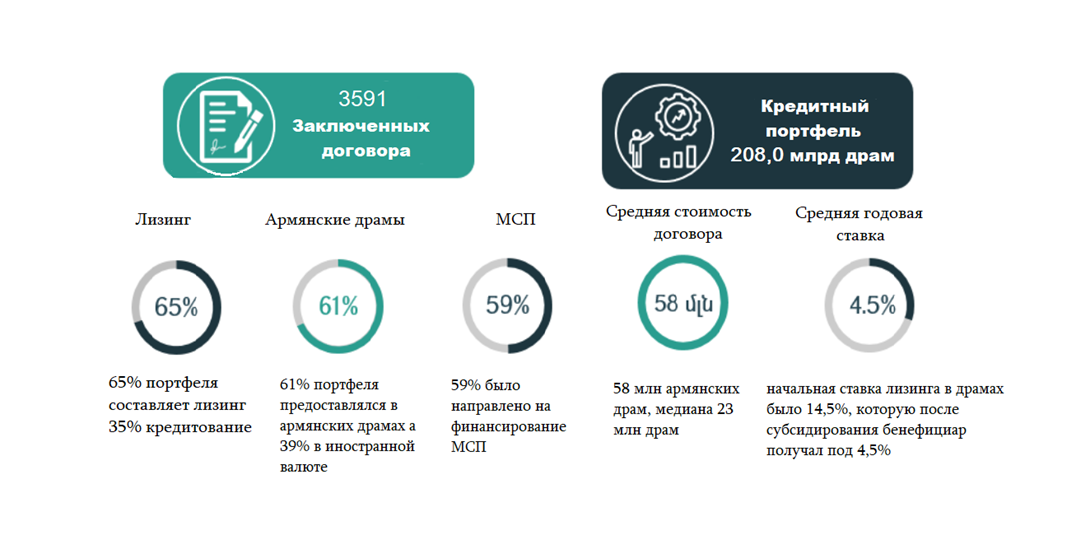 3591
Заключенных
договора
Кредитный
портфель
208,0 млрд драм
Лизинг
65%
65% портфеля
составляет лизинг
35% кредитование
Армянские драмы
61%
61% портфеля
предоставлялся в
армянских драмах а
39% в иностранной
валюте
МСП
59%
59% было
направлено на
финансирование
МСП
Средняя стоимость
договора
58 մլն
58 млн армянских
драм, медиана 23
млн драм
Средняя годовая
ставка
4.5%
начальная ставка лизинга в драмах
было 14,5%, которую после
субсидирования бенефициар
получал под 4,5%